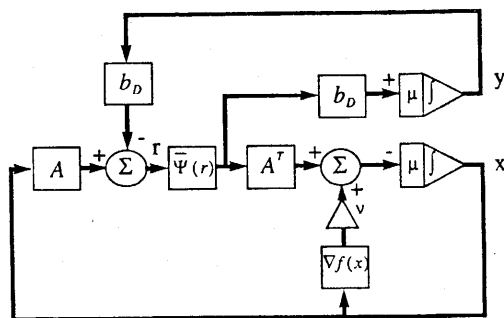 b_D
y
b_D
+
μ ∫
-
r
A
+
Σ
Ψ̅(r)
A^T
+
Σ
-
μ ∫
x
+
ν
∇f(x)